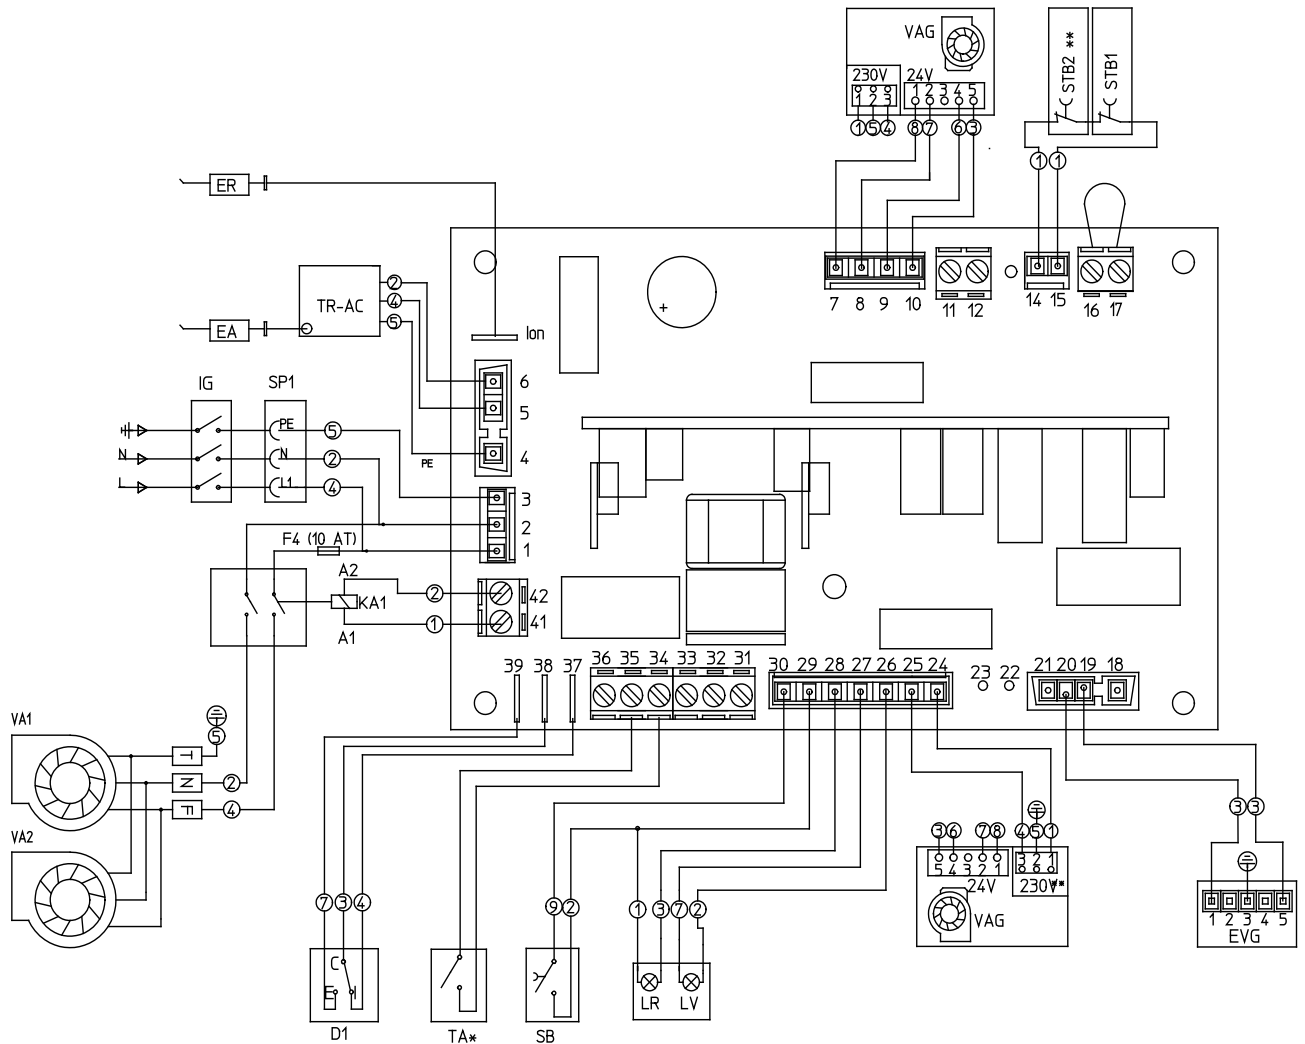 VAG
230V 24V
1 2 3 1 2 3 4 5
1 5 4 8 7 6 3
STB2 ** STB1
1 1
ER
TR-AC
2
4
5
EA
Ion
7 8 9 10 11 12 14 15 16 17
6
5
4
PE
IG SP1
PE 5
N N 2
L L1 4
3
2
1
F4 (10 AT)
A2
KA1
A1
2
1
42
41
39 38 37 36 35 34 33 32 31 30 29 28 27 26 25 24 23 22 21 20 19 18
VA1
5
T
N 2
F 4
VA2
7 3 4
C
E I
D1
TA*
9 2
SB
1 3 7 2
LR LV
3 6 7 8 4 5 1
5 4 3 2 1 3 2 1
24V 230V**
VAG
3 3
1 2 3 4 5
EVG